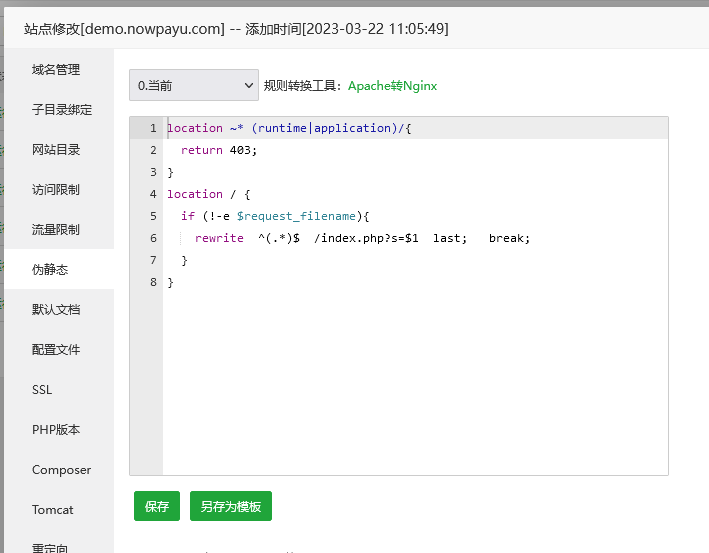 站点修改[demo.nowpayu.com] -- 添加时间[2023-03-22 11:05:49]
域名管理
子目录绑定
网站目录
访问限制
流量限制
伪静态
默认文档
配置文件
SSL
PHP版本
Composer
Tomcat
重定向
0.当前
规则转换工具：Apache转Nginx
1 location ~* (runtime|application)/{
2   return 403;
3 }
4 location / {
5   if (!-e $request_filename){
6     rewrite  ^(.*)$  /index.php?s=$1  last;   break;
7   }
8 }
保存
另存为模板